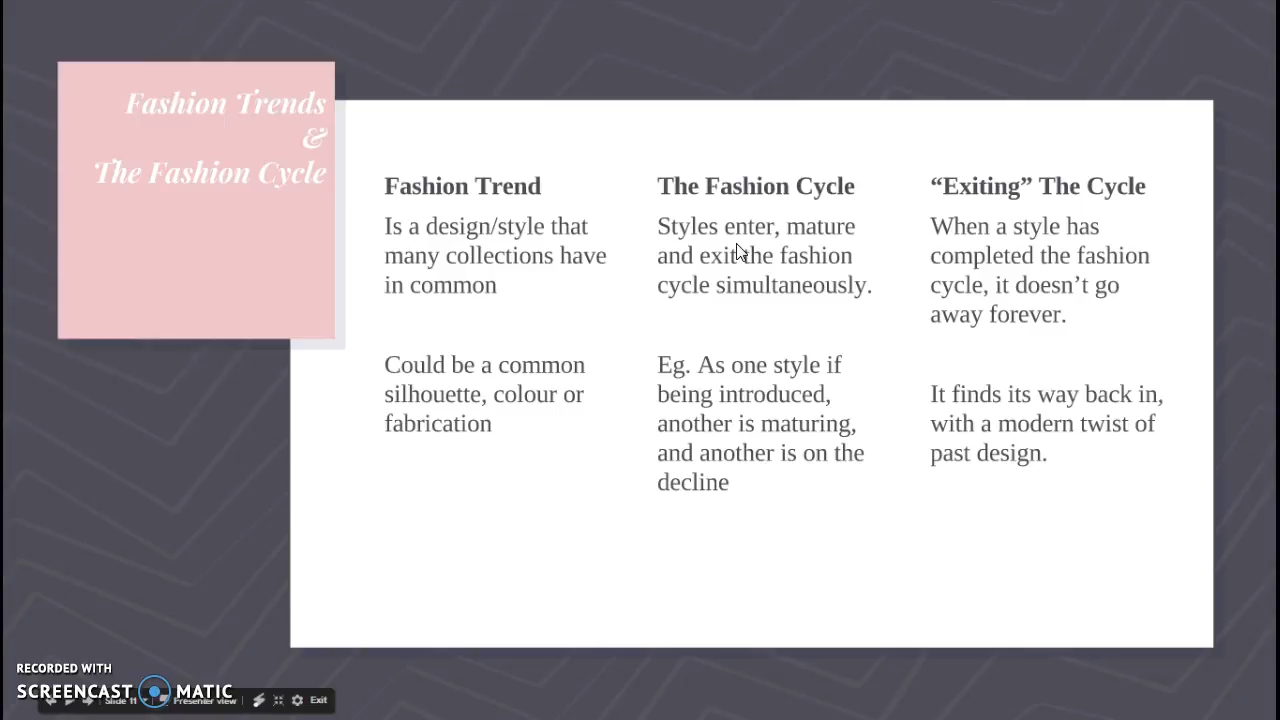 Fashion Trends
&
The Fashion Cycle
Fashion Trend
Is a design/style that
many collections have
in common
Could be a common
silhouette, colour or
fabrication
The Fashion Cycle
Styles enter, mature
and exit the fashion
cycle simultaneously.
Eg. As one style if
being introduced,
another is maturing,
and another is on the
decline
“Exiting” The Cycle
When a style has
completed the fashion
cycle, it doesn’t go
away forever.
It finds its way back in,
with a modern twist of
past design.
RECORDED WITH
SCREENCAST MATIC
Slide 11 Presenter view Exit